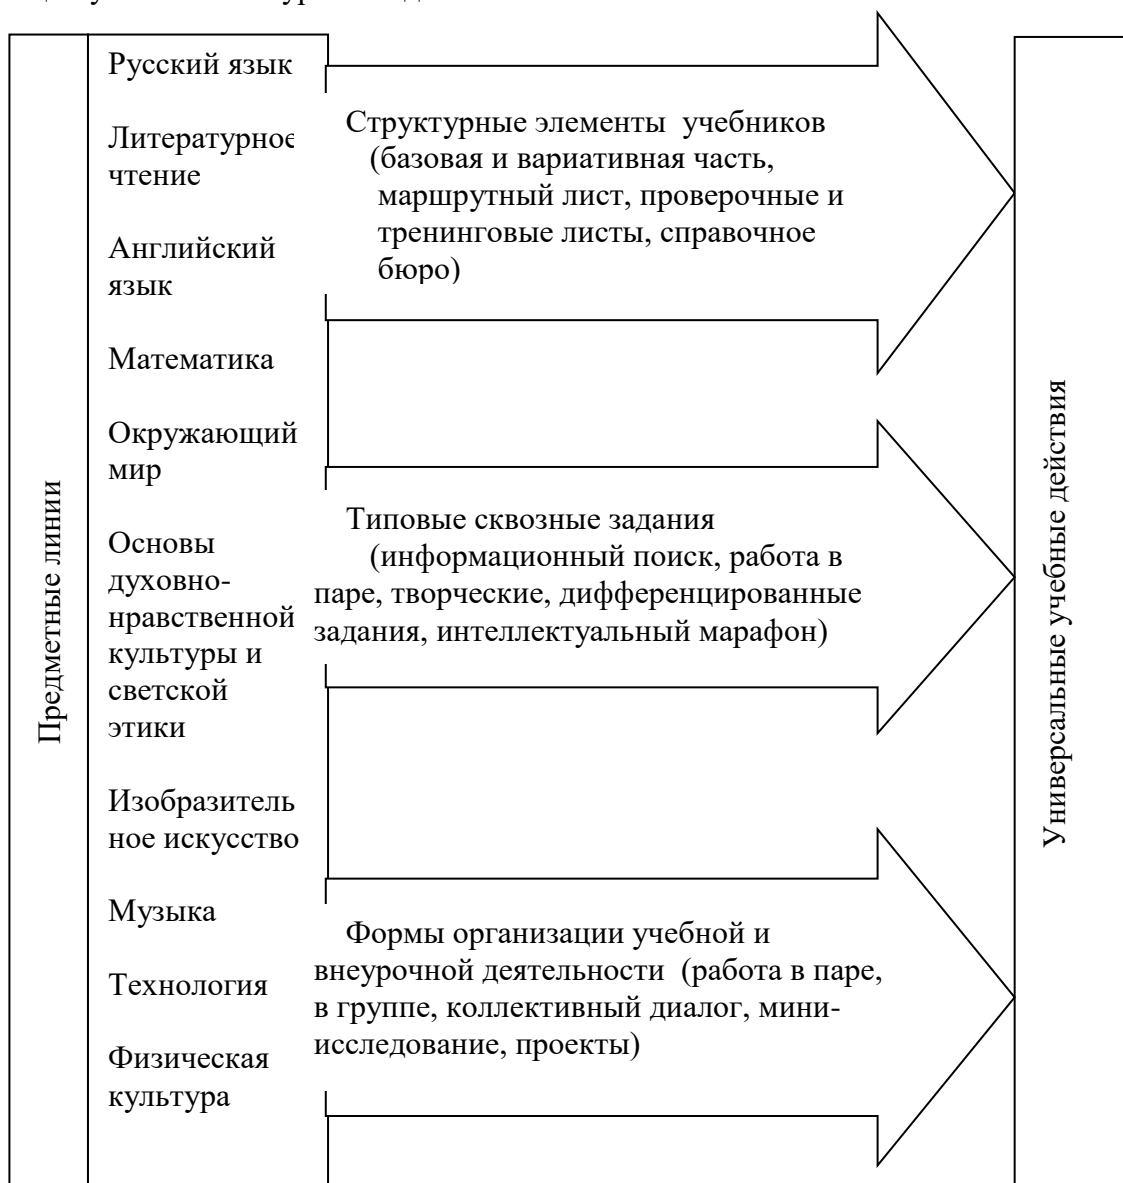 Предметные линии
Русский язык
Литературное
чтение
Английский
язык
Математика
Окружающий
мир
Основы
духовно-
нравственной
культуры и
светской
этики
Изобразитель
ное искусство
Музыка
Технология
Физическая
культура
Структурные элементы учебников
(базовая и вариативная часть,
маршрутный лист, проверочные и
тренинговые листы, справочное
бюро)
Типовые сквозные задания
(информационный поиск, работа в
паре, творческие, дифференцированные
задания, интеллектуальный марафон)
Формы организации учебной и
внеурочной деятельности (работа в паре,
в группе, коллективный диалог, мини-
исследование, проекты)
Универсальные учебные действия